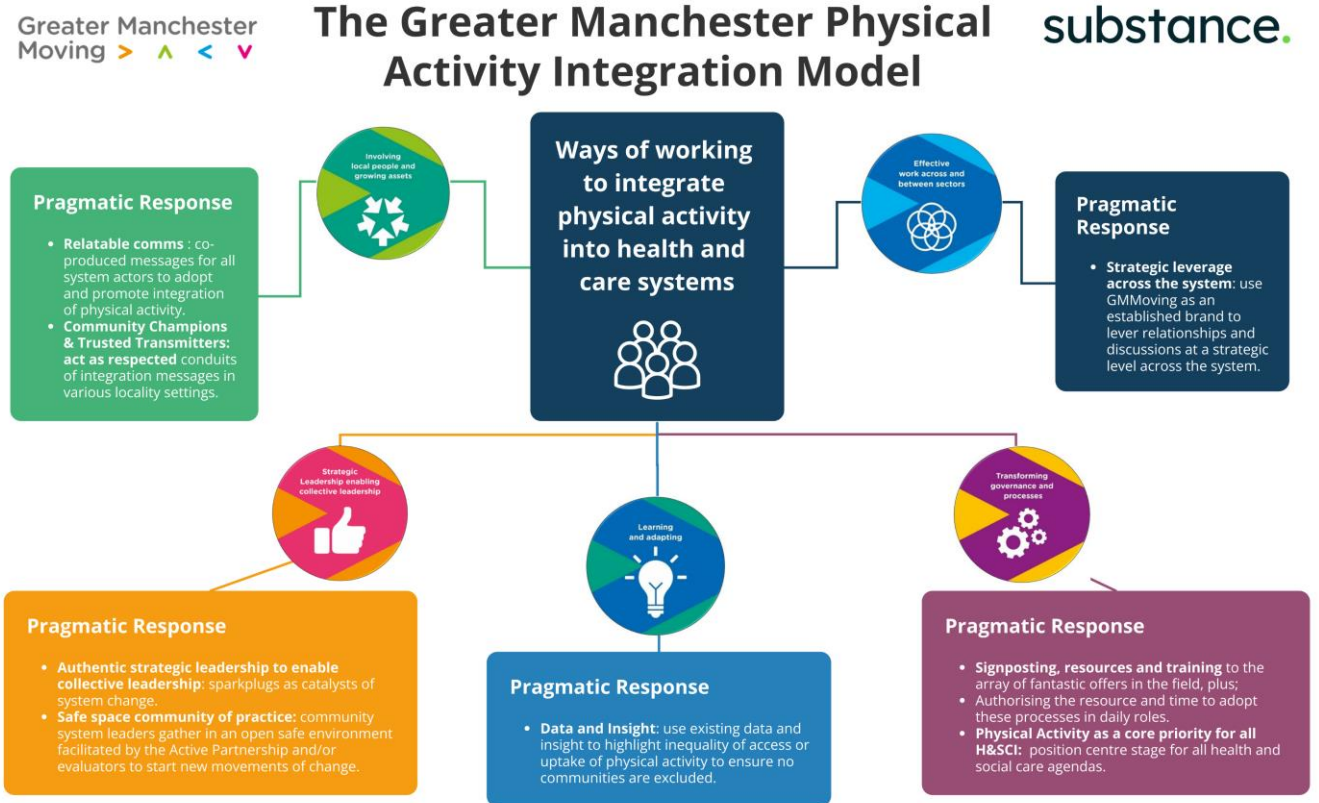 Greater Manchester
Moving
The Greater Manchester Physical
Activity Integration Model
substance.
Involving
local people and
growing assets
Ways of working
to integrate
physical activity
into health and
care systems
Effective
work across and
between sectors
Pragmatic Response
• Relatable comms : co-
produced messages for all
system actors to adopt
and promote integration
of physical activity.
• Community Champions
& Trusted Transmitters:
act as respected conduits
of integration messages in
various locality settings.
Pragmatic
Response
• Strategic leverage
across the system: use
GMMoving as an
established brand to
lever relationships and
discussions at a strategic
level across the system.
Strategic
Leadership enabling
collective leadership
Learning
and adapting
Transforming
governance and
processes
Pragmatic Response
• Authentic strategic leadership to enable
collective leadership: sparkplugs as catalysts of
system change.
• Safe space community of practice: community
system leaders gather in an open safe environment
facilitated by the Active Partnership and/or
evaluators to start new movements of change.
Pragmatic Response
• Data and Insight: use existing data and
insight to highlight inequality of access or
uptake of physical activity to ensure no
communities are excluded.
Pragmatic Response
• Signposting, resources and training to the
array of fantastic offers in the field, plus;
• Authorising the resource and time to adopt
these processes in daily roles.
• Physical Activity as a core priority for all
H&SCI: position centre stage for all health and
social care agendas.